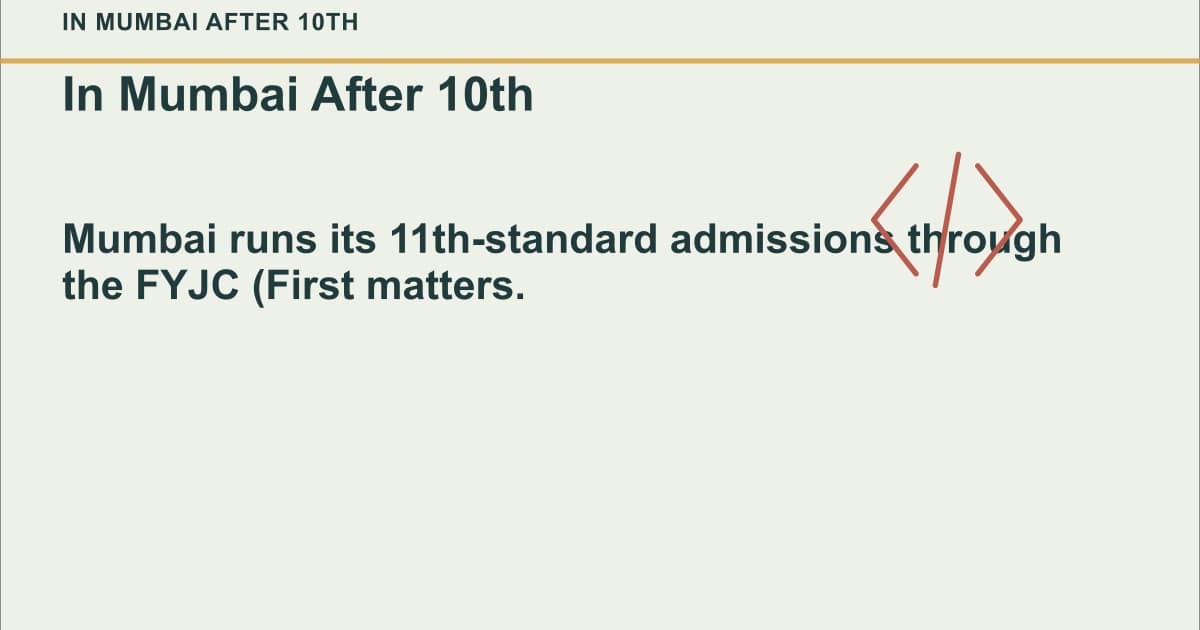 IN MUMBAI AFTER 10TH
In Mumbai After 10th
Mumbai runs its 11th-standard admissions through
the FYJC (First matters.